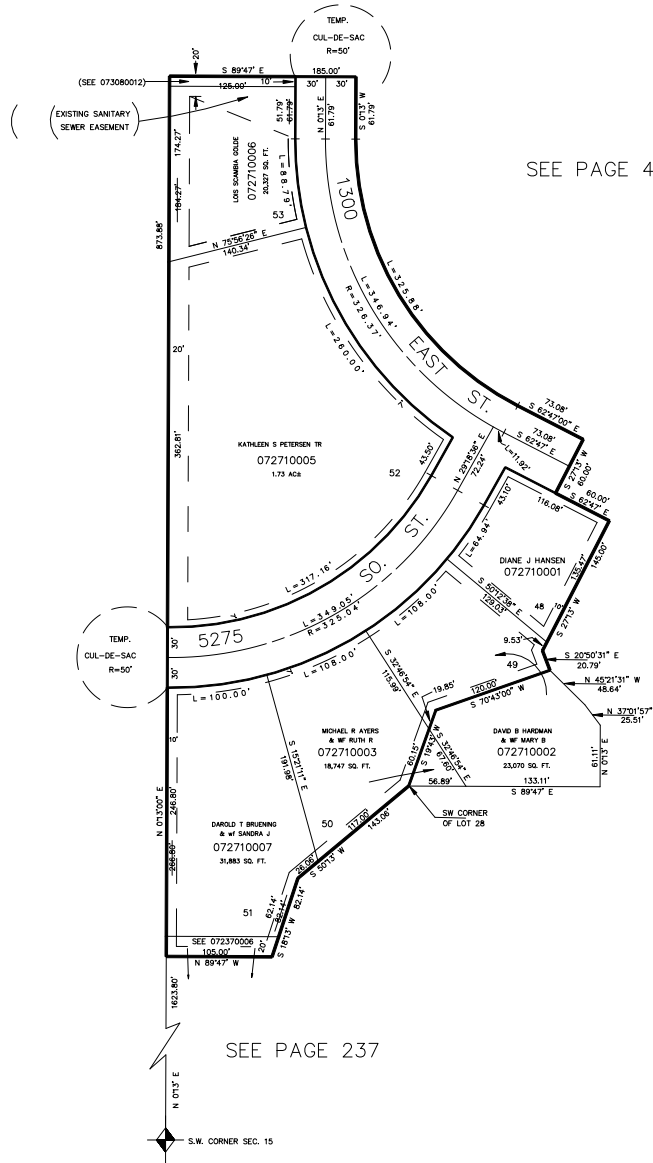 TEMP.
CUL-DE-SAC
R=50'
20'
S 89°47' E
185.00'
(SEE 073080012)
125.00'
10'
30'
30'
EXISTING SANITARY
SEWER EASEMENT
51.79'
61.79'
N 0°13' E
61.79'
S 0°13' W
61.79'
SEE PAGE 4
174.27'
184.27'
LOIS SCAMBIA GOLDE
072710006
20,327 SQ. FT.
L=88.79'
53
1300
873.88'
N 75°56'26" E
140.34'
L=325.88'
L=346.94'
R=326.37'
L=260.00'
EAST ST.
20'
362.81'
73.08'
S 62°47'00" E
73.08'
S 62°47' E
S 27°13' W
60.00'
KATHLEEN S PETERSEN TR
072710005
1.73 AC±
52
43.50'
N 29°18'36" E
72.24'
L=11.92'
60.00'
S 62°47' E
116.08'
43.10'
L=64.94'
L=317.16'
SO. ST.
L=349.05'
R=325.04'
DIANE J HANSEN
072710001
135.47'
145.00'
S 27°13' W
48
10'
S 50°12'38" E
129.03'
TEMP.
CUL-DE-SAC
R=50'
30'
30'
5275
L=108.00'
L=108.00'
L=100.00'
9.53'
49
S 20°50'31" E
20.79'
N 45°21'31" W
48.64'
N 37°01'57"
25.51'
S 32°46'54" E
115.99'
19.85'
120.00'
S 70°43'00" W
10'
S 15°21'11" E
191.98'
MICHAEL R AYERS
& WF RUTH R
072710003
18,747 SQ. FT.
60.15'
S 19°43' W
S 32°46'54" E
67.60'
DAVID B HARDMAN
& WF MARY B
072710002
23,070 SQ. FT.
61.11'
N 0°13' E
56.89'
133.11'
S 89°47' E
N 0°13'00" E
246.80'
266.80'
SW CORNER
OF LOT 28
50
117.00'
143.06'
S 50°13' W
DAROLD T BRUENING
& wf SANDRA J
072710007
31,883 SQ. FT.
26.06'
62.14'
82.14'
82.14'
S 18°13' W
51
SEE 072370006
20'
105.00'
N 89°47' W
1623.80'
SEE PAGE 237
N 0°13' E
S.W. CORNER SEC. 15